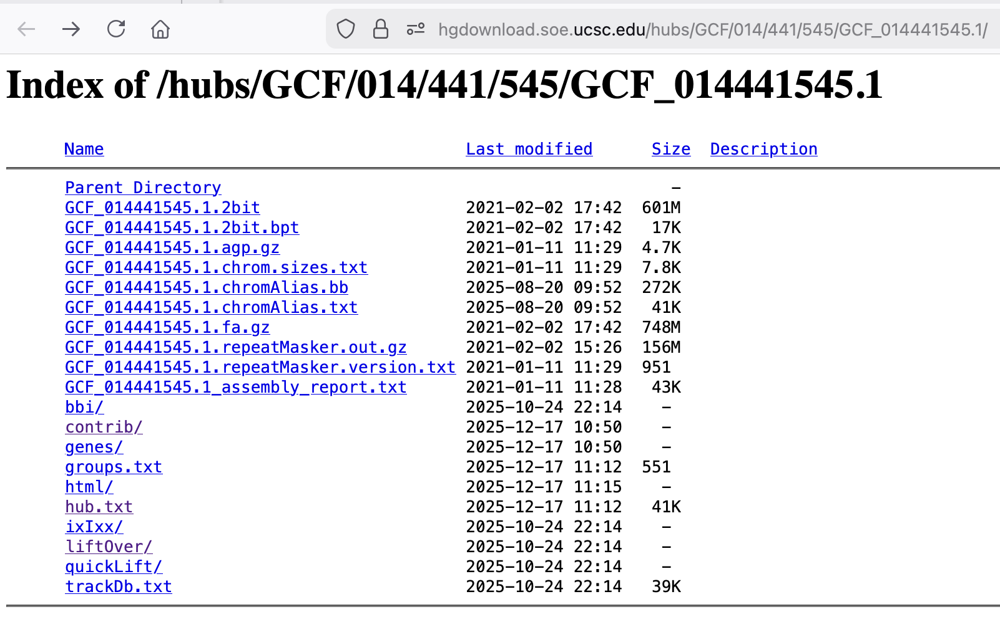 hgdownload.soe.ucsc.edu/hubs/GCF/014/441/545/GCF_014441545.1/
Index of /hubs/GCF/014/441/545/GCF_014441545.1
Name Last modified Size Description
Parent Directory -
GCF_014441545.1.2bit 2021-02-02 17:42 601M
GCF_014441545.1.2bit.bpt 2021-02-02 17:42 17K
GCF_014441545.1.agp.gz 2021-01-11 11:29 4.7K
GCF_014441545.1.chrom.sizes.txt 2021-01-11 11:29 7.8K
GCF_014441545.1.chromAlias.bb 2025-08-20 09:52 272K
GCF_014441545.1.chromAlias.txt 2025-08-20 09:52 41K
GCF_014441545.1.fa.gz 2021-02-02 17:42 748M
GCF_014441545.1.repeatMasker.out.gz 2021-02-02 15:26 156M
GCF_014441545.1.repeatMasker.version.txt 2021-01-11 11:29 951
GCF_014441545.1_assembly_report.txt 2021-01-11 11:28 43K
bbi/ 2025-10-24 22:14 -
contrib/ 2025-12-17 10:50 -
genes/ 2025-12-17 10:50 -
groups.txt 2025-12-17 11:12 551
html/ 2025-12-17 11:15 -
hub.txt 2025-12-17 11:12 41K
ixIxx/ 2025-10-24 22:14 -
liftOver/ 2025-10-24 22:14 -
quickLift/ 2025-10-24 22:14 -
trackDb.txt 2025-10-24 22:14 39K